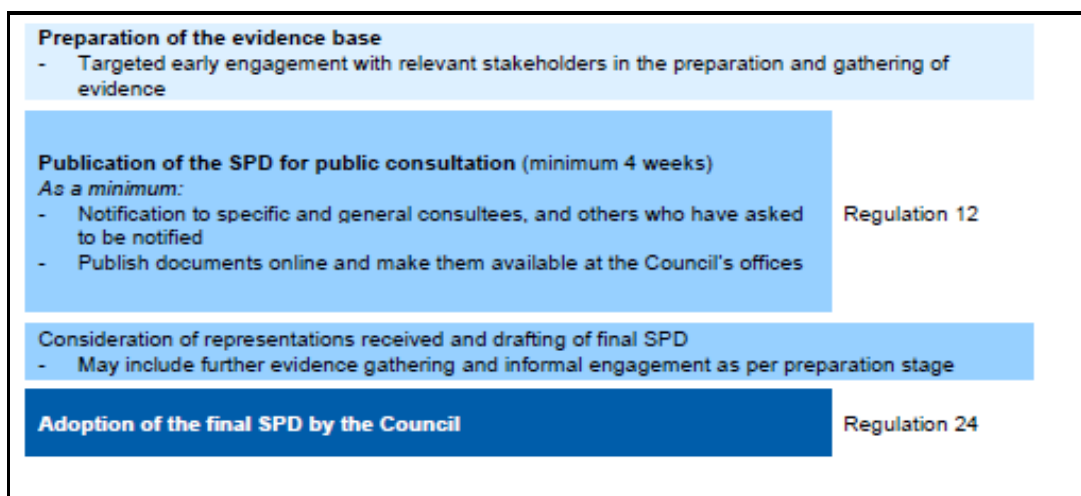 Preparation of the evidence base
- Targeted early engagement with relevant stakeholders in the preparation and gathering of
evidence
Publication of the SPD for public consultation (minimum 4 weeks)
As a minimum:
- Notification to specific and general consultees, and others who have asked
to be notified
- Publish documents online and make them available at the Council's offices
Regulation 12
Consideration of representations received and drafting of final SPD
- May include further evidence gathering and informal engagement as per preparation stage
Adoption of the final SPD by the Council
Regulation 24